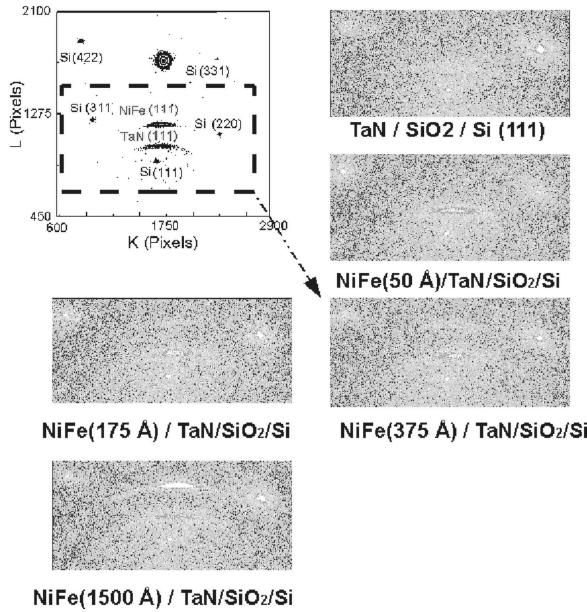 2100
Si(422)
Si(331)
L (Pixels)
1275
Si(311)
NiFe(111)
Si(220)
TaN(111)
Si(111)
450
600
1750
2900
K (Pixels)
TaN / SiO2 / Si (111)
NiFe(50 Å)/TaN/SiO₂/Si
NiFe(175 Å) / TaN/SiO₂/Si
NiFe(375 Å) / TaN/SiO₂/Si
NiFe(1500 Å) / TaN/SiO₂/Si